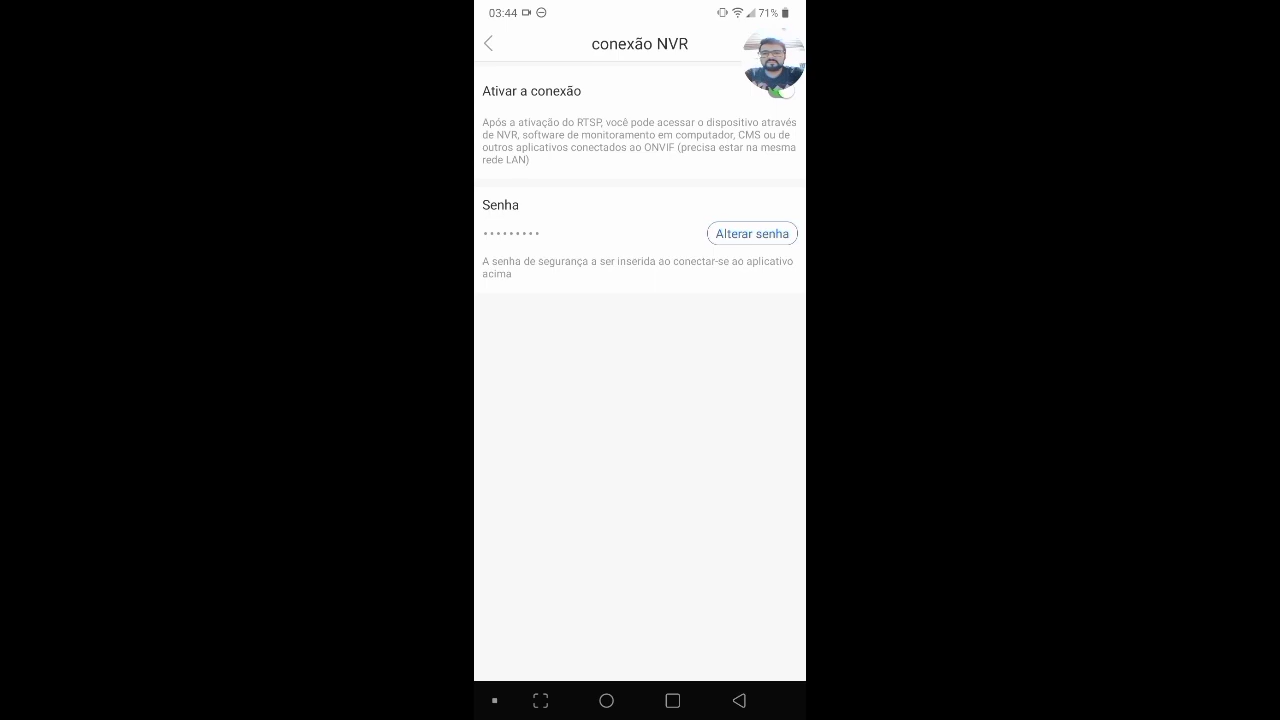 03:44
71%
conexão NVR
Ativar a conexão
Após a ativação do RTSP, você pode acessar o dispositivo através
de NVR, software de monitoramento em computador, CMS ou de
outros aplicativos conectados ao ONVIF (precisa estar na mesma
rede LAN)
Senha
Alterar senha
A senha de segurança a ser inserida ao conectar-se ao aplicativo
acima